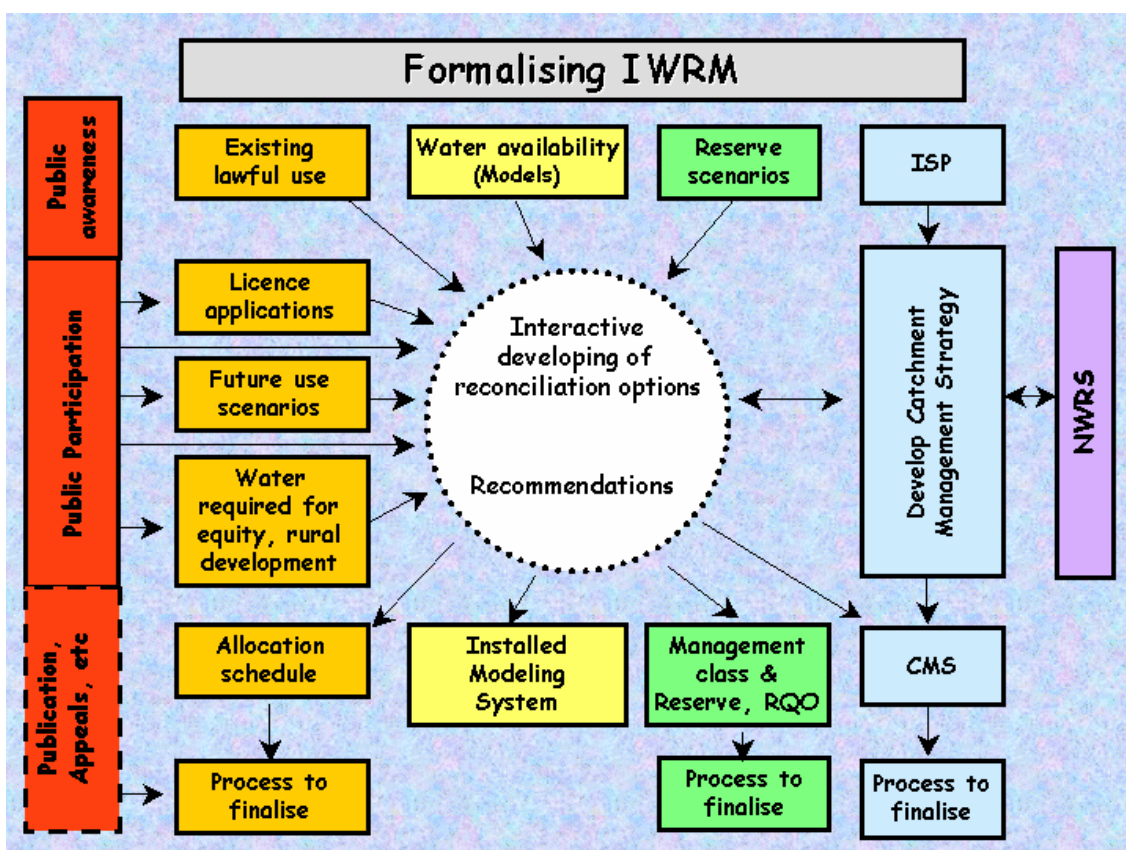 Formalising IWRM
Public
awareness
Existing
lawful use
Water availability
(Models)
Reserve
scenarios
ISP
Public Participation
Licence
applications
Future use
scenarios
Water
required for
equity, rural
development
Interactive
developing of
reconciliation options
Recommendations
Develop Catchment
Management Strategy
NWRS
Publication,
Appeals, etc
Allocation
schedule
Installed
Modeling
System
Management
class &
Reserve, RQO
CMS
Process to
finalise
Process to
finalise
Process to
finalise